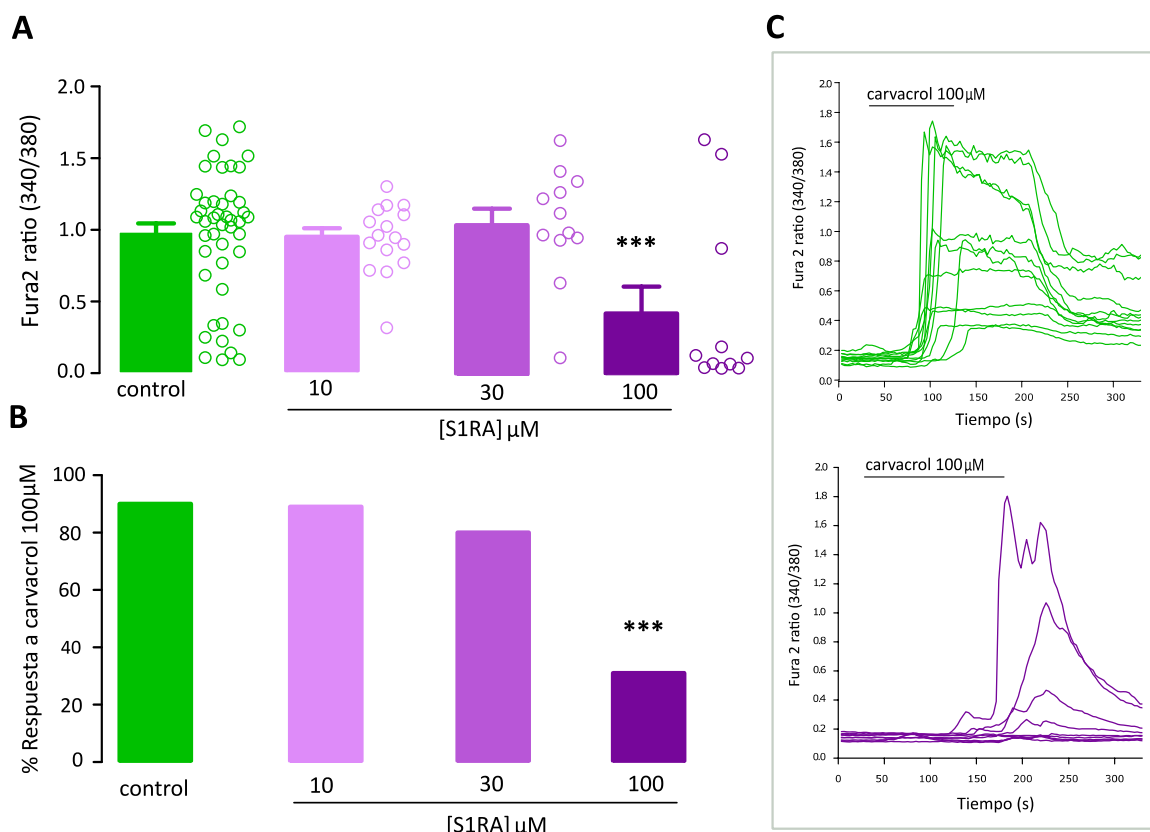 A
Fura2 ratio (340/380)
2.0
1.5
1.0
0.5
0.0
***
control
10
30
100
[S1RA] µM
B
% Respuesta a carvacrol 100µM
100
80
60
40
20
0
***
control
10
30
100
[S1RA] µM
C
carvacrol 100µM
Fura 2 ratio (340/380)
2.0
1.8
1.6
1.4
1.2
1.0
0.8
0.6
0.4
0.2
0.0
0 50 100 150 200 250 300
Tiempo (s)
carvacrol 100µM
Fura 2 ratio (340/380)
2.0
1.8
1.6
1.4
1.2
1.0
0.8
0.6
0.4
0.2
0.0
0 50 100 150 200 250 300
Tiempo (s)